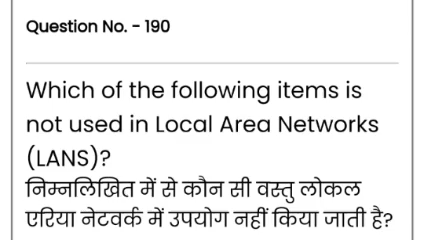 Question No. - 190
Which of the following items is
not used in Local Area Networks
(LANS)?
निम्नलिखित में से कौन सी वस्तु लोकल
एरिया नेटवर्क में उपयोग नहीं किया जाती है?